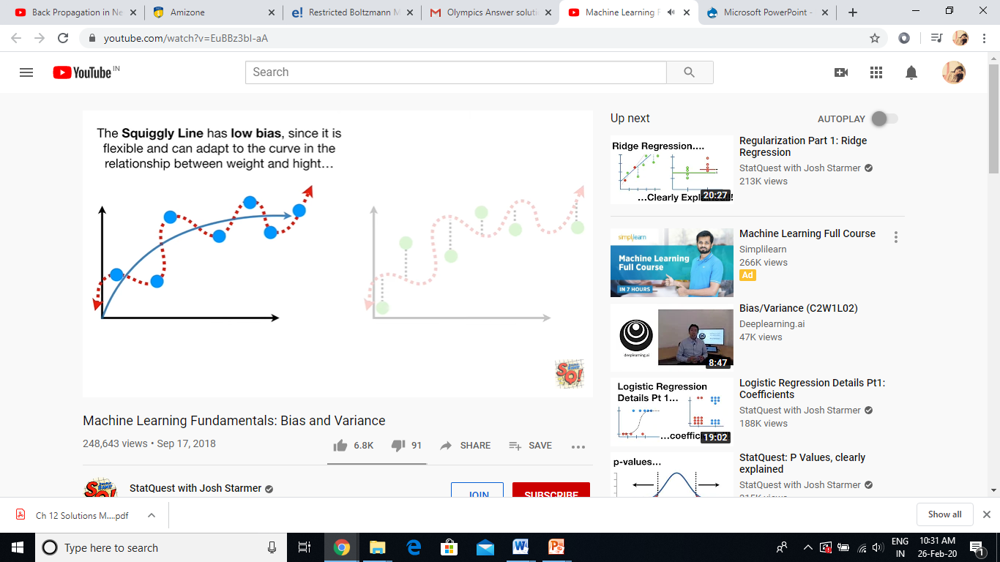 Back Propagation in Ne
Amizone
Restricted Boltzmann M
Olympics Answer soluti
Machine Learning F
Microsoft PowerPoint -
youtube.com/watch?v=EuBBz3bI-aA
YouTube IN
Search
The Squiggly Line has low bias, since it is
flexible and can adapt to the curve in the
relationship between weight and hight…
Machine Learning Fundamentals: Bias and Variance
248,643 views • Sep 17, 2018
6.8K
91
SHARE
SAVE
StatQuest with Josh Starmer
JOIN
SUBSCRIBE
Up next
AUTOPLAY
Ridge Regression….
…Clearly Expl
20:27
!
Regularization Part 1: Ridge
Regression
StatQuest with Josh Starmer
213K views
simplilearn
Machine Learning
Full Course
IN 7 HOURS
Machine Learning Full Course
Simplilearn
266K views
Ad
deeplearning.ai
8:47
Bias/Variance (C2W1L02)
Deeplearning.ai
47K views
Logistic Regression
Details Pt 1…
…coeffic
19:02
Logistic Regression Details Pt1:
Coefficients
StatQuest with Josh Starmer
188K views
p-values…
StatQuest: P Values, clearly
explained
StatQuest with Josh Starmer
Ch 12 Solutions M....pdf
Show all
Type here to search
ENG
IN
10:31 AM
26-Feb-20
1